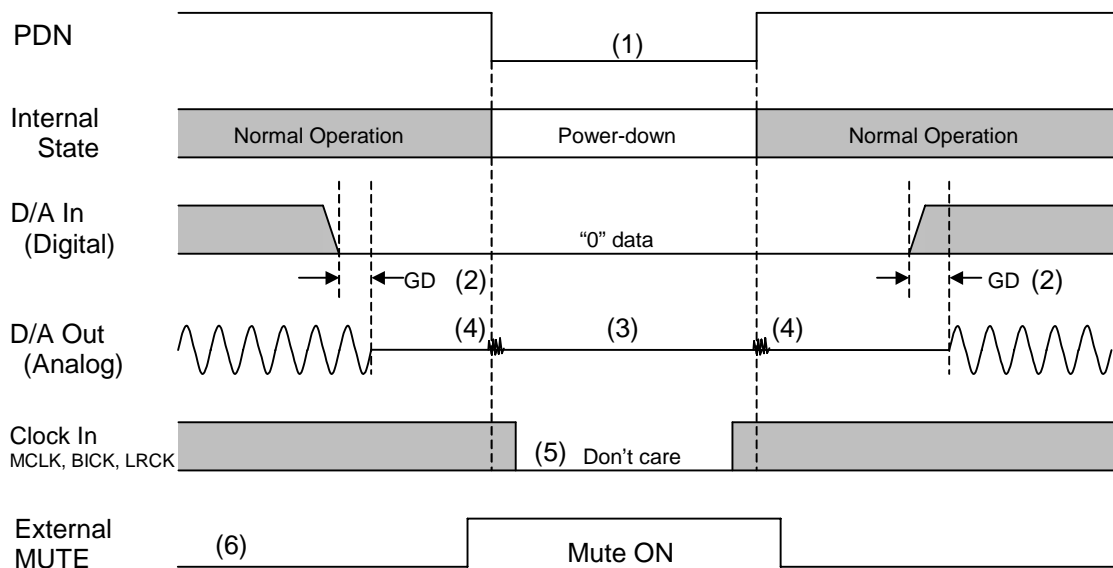 PDN
(1)
Internal
State
Normal Operation
Power-down
Normal Operation
D/A In
(Digital)
“0” data
GD (2)
GD (2)
D/A Out
(Analog)
(4)
(3)
(4)
Clock In
MCLK, BICK, LRCK
(5) Don’t care
External
MUTE
(6)
Mute ON